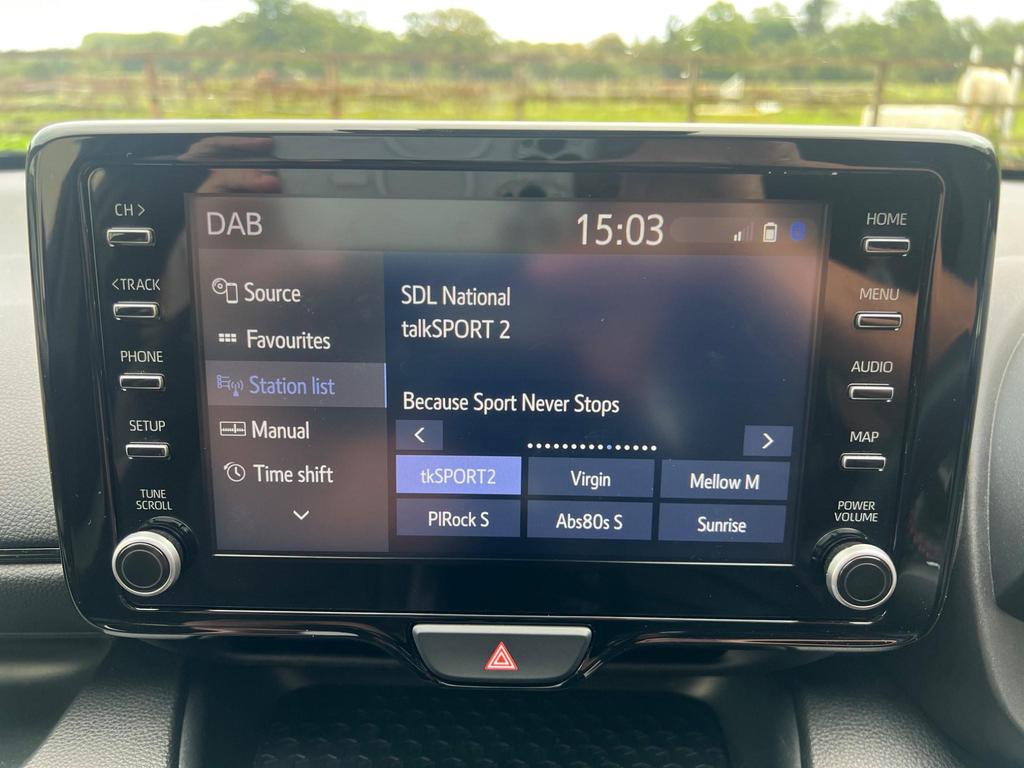 CH >
<TRACK
PHONE
SETUP
TUNE
SCROLL
DAB
15:03
Source
Favourites
Station list
Manual
Time shift
SDL National
talkSPORT 2
Because Sport Never Stops
< >
tkSPORT2 Virgin Mellow M
PlRock S Abs80s S Sunrise
HOME
MENU
AUDIO
MAP
POWER
VOLUME